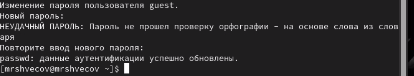 Изменение пароля пользователя guest.
Новый пароль:
НЕУДАЧНЫЙ ПАРОЛЬ: Пароль не прошел проверку орфографии - на основе слова из слов
аря
Повторите ввод нового пароля:
passwd: данные аутентификации успешно обновлены.
[mrshvecov@mrshvecov ~]$